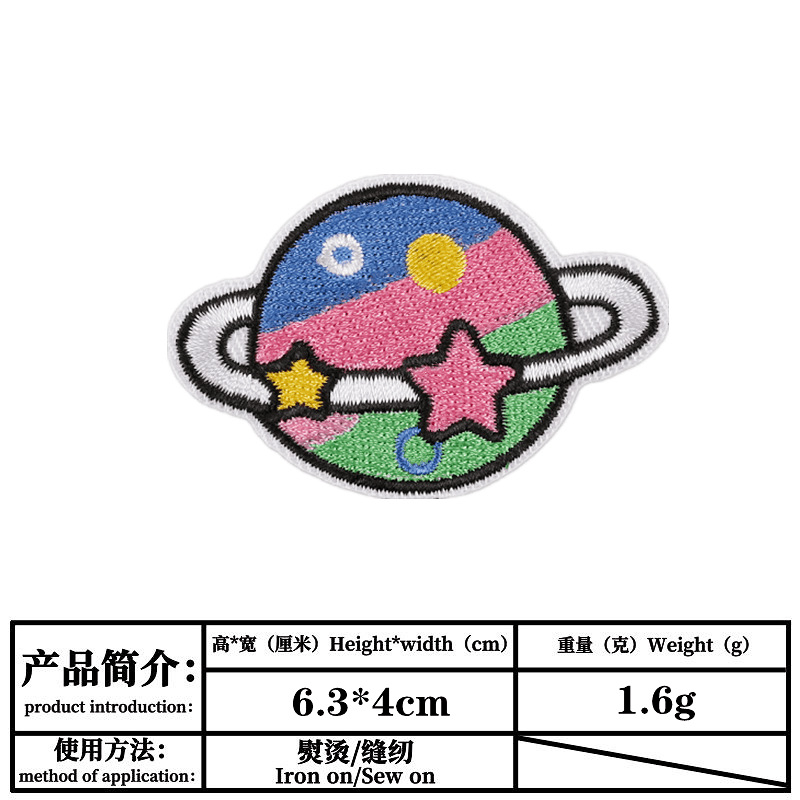 产品简介:
product introduction:
高*宽（厘米）Height*width（cm）
重量（克）Weight（g）
6.3*4cm
1.6g
使用方法:
method of application:
熨烫/缝纫
Iron on/Sew on